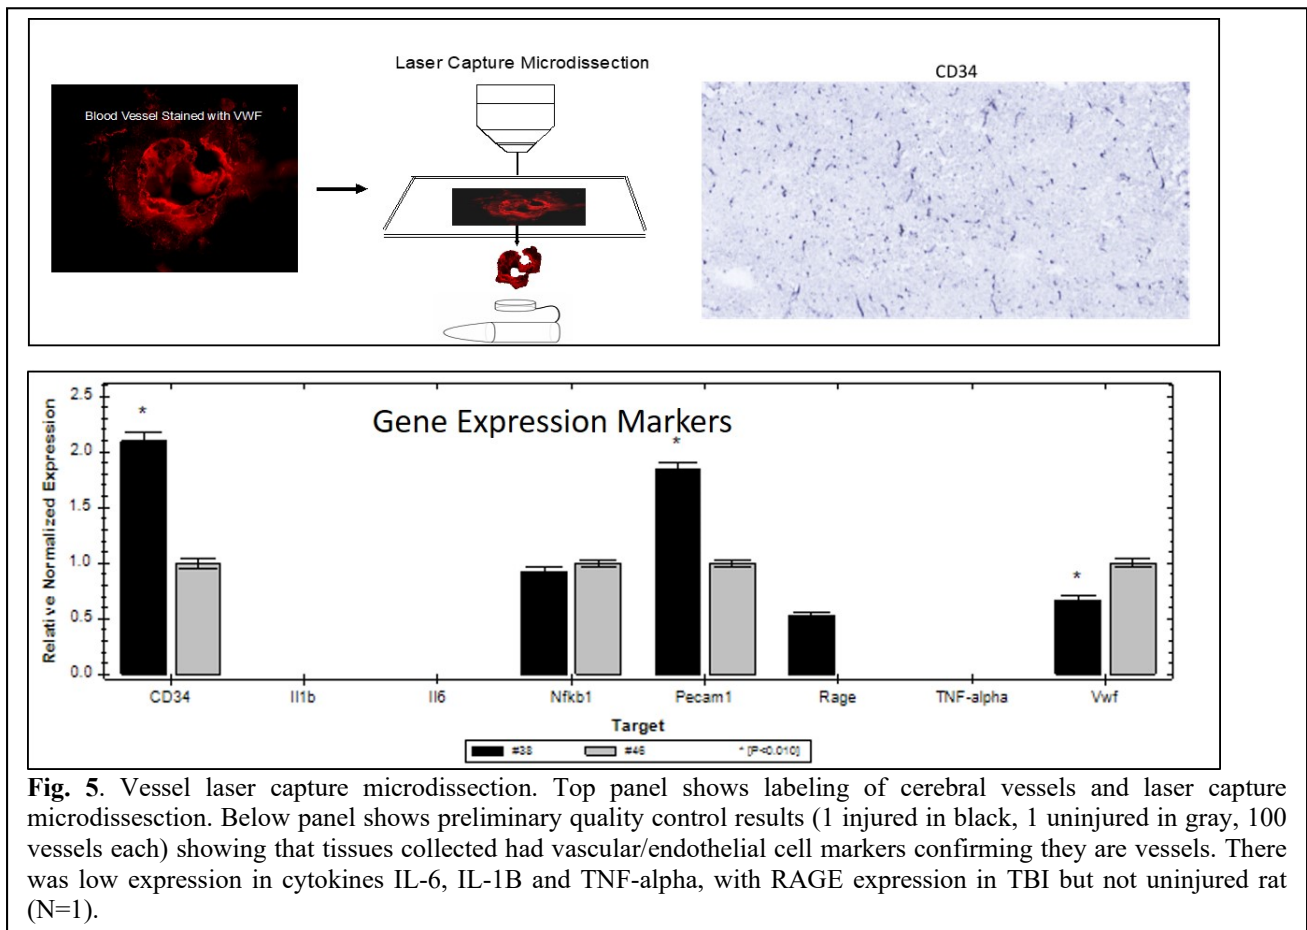 Laser Capture Microdissection
CD34
Blood Vessel Stained with VWF
Gene Expression Markers
Relative Normalized Expression
2.5
2.0
1.5
1.0
0.5
0.0
*
*
*
CD34 Il1b Il6 Nfkb1 Pecam1 Rage TNF-alpha Vwf
Target
#38 #46 * [P<0.010]
Fig. 5. Vessel laser capture microdissection. Top panel shows labeling of cerebral vessels and laser capture
microdissesction. Below panel shows preliminary quality control results (1 injured in black, 1 uninjured in gray, 100
vessels each) showing that tissues collected had vascular/endothelial cell markers confirming they are vessels. There
was low expression in cytokines IL-6, IL-1B and TNF-alpha, with RAGE expression in TBI but not uninjured rat
(N=1).